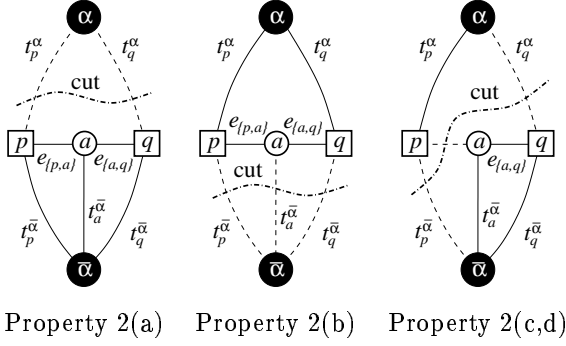 α α α
t_p^α t_q^α t_p^α t_q^α t_p^α t_q^α
cut cut
p a q p e_{p,a} a e_{a,q} q p a q
e_{p,a} e_{a,q} cut e_{a,q}
t_p^ᾱ t_a^ᾱ t_q^ᾱ t_p^ᾱ t_a^ᾱ t_q^ᾱ t_p^ᾱ t_a^ᾱ t_q^ᾱ
ᾱ ᾱ ᾱ
Property 2(a) Property 2(b) Property 2(c,d)